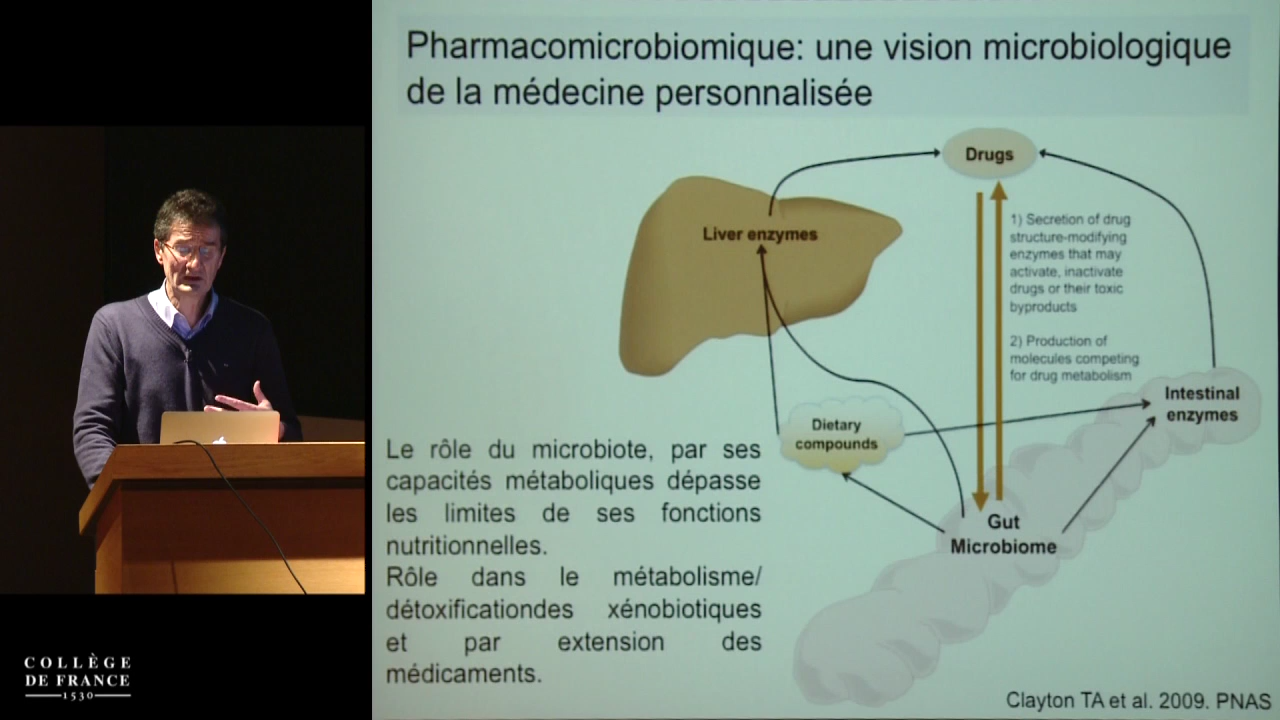 Pharmacomicrobiomique: une vision microbiologique
de la médecine personnalisée
Drugs
Liver enzymes
1) Secretion of drug
structure-modifying
enzymes that may
activate, inactivate
drugs or their toxic
byproducts
2) Production of
molecules competing
for drug metabolism
Intestinal
enzymes
Dietary
compounds
Gut
Microbiome
Le rôle du microbiote, par ses
capacités métaboliques dépasse
les limites de ses fonctions
nutritionnelles.
Rôle dans le métabolisme/
détoxificationdes xénobiotiques
et par extension des
médicaments.
Clayton TA et al. 2009. PNAS
COLLÈGE
DE FRANCE
1530